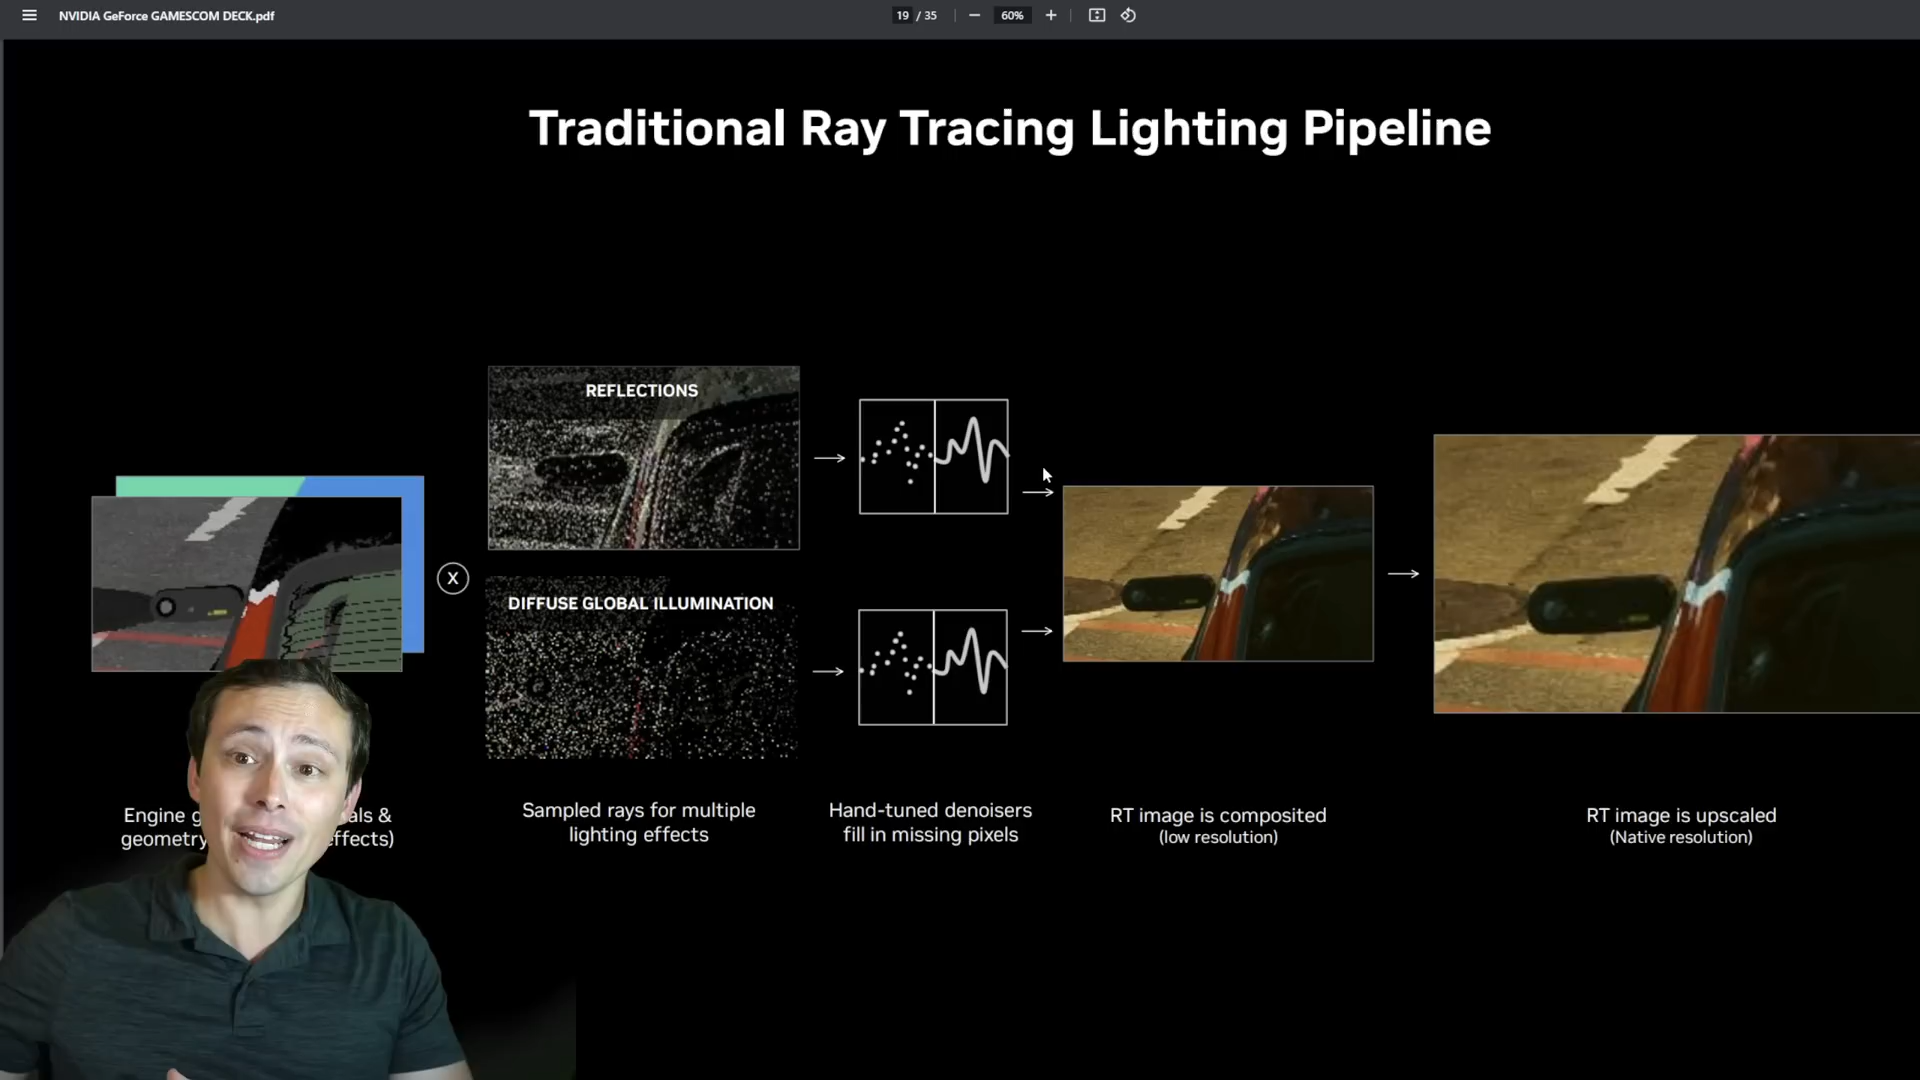 NVIDIA GeForce GAMESCOM DECK.pdf
19 / 35
60%
Traditional Ray Tracing Lighting Pipeline
REFLECTIONS
X
DIFFUSE GLOBAL ILLUMINATION
Engine
geometry
&
Sampled rays for multiple
lighting effects
Hand-tuned denoisers
fill in missing pixels
RT image is composited
(low resolution)
RT image is upscaled
(Native resolution)